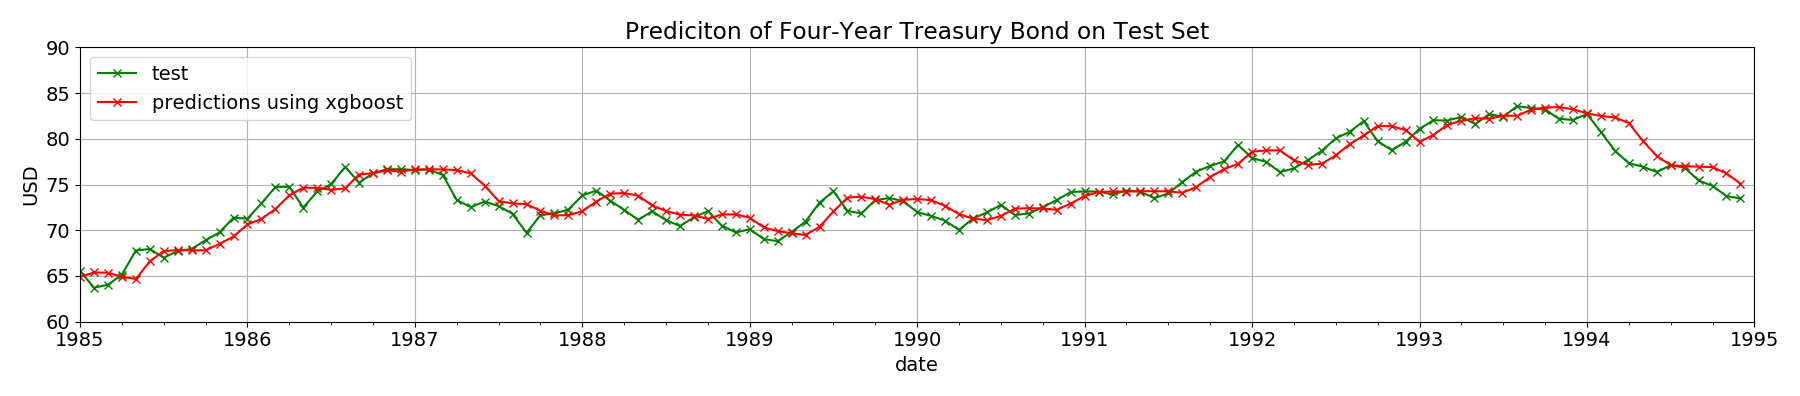 Prediciton of Four-Year Treasury Bond on Test Set
90
85
80
75
70
65
60
USD
test
predictions using xgboost
1985 1986 1987 1988 1989 1990 1991 1992 1993 1994 1995
date